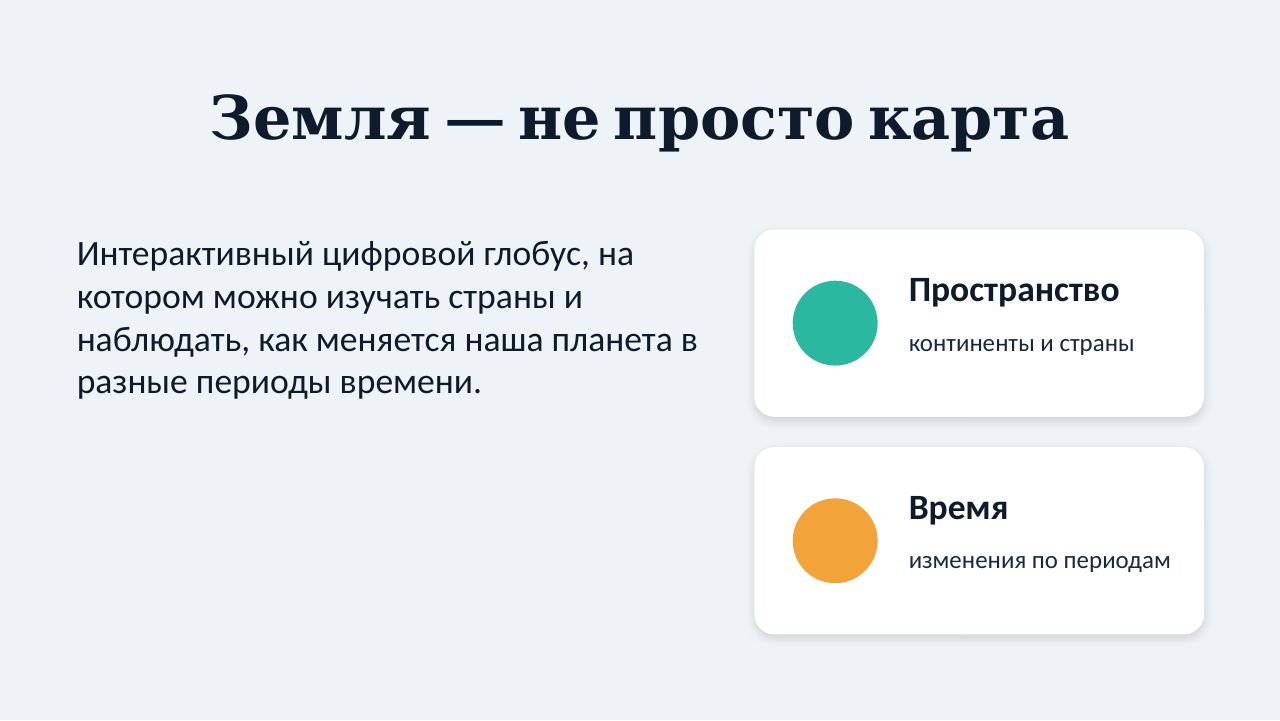 Земля — не просто карта
Интерактивный цифровой глобус, на
котором можно изучать страны и
наблюдать, как меняется наша планета в
разные периоды времени.
Пространство
континенты и страны
Время
изменения по периодам